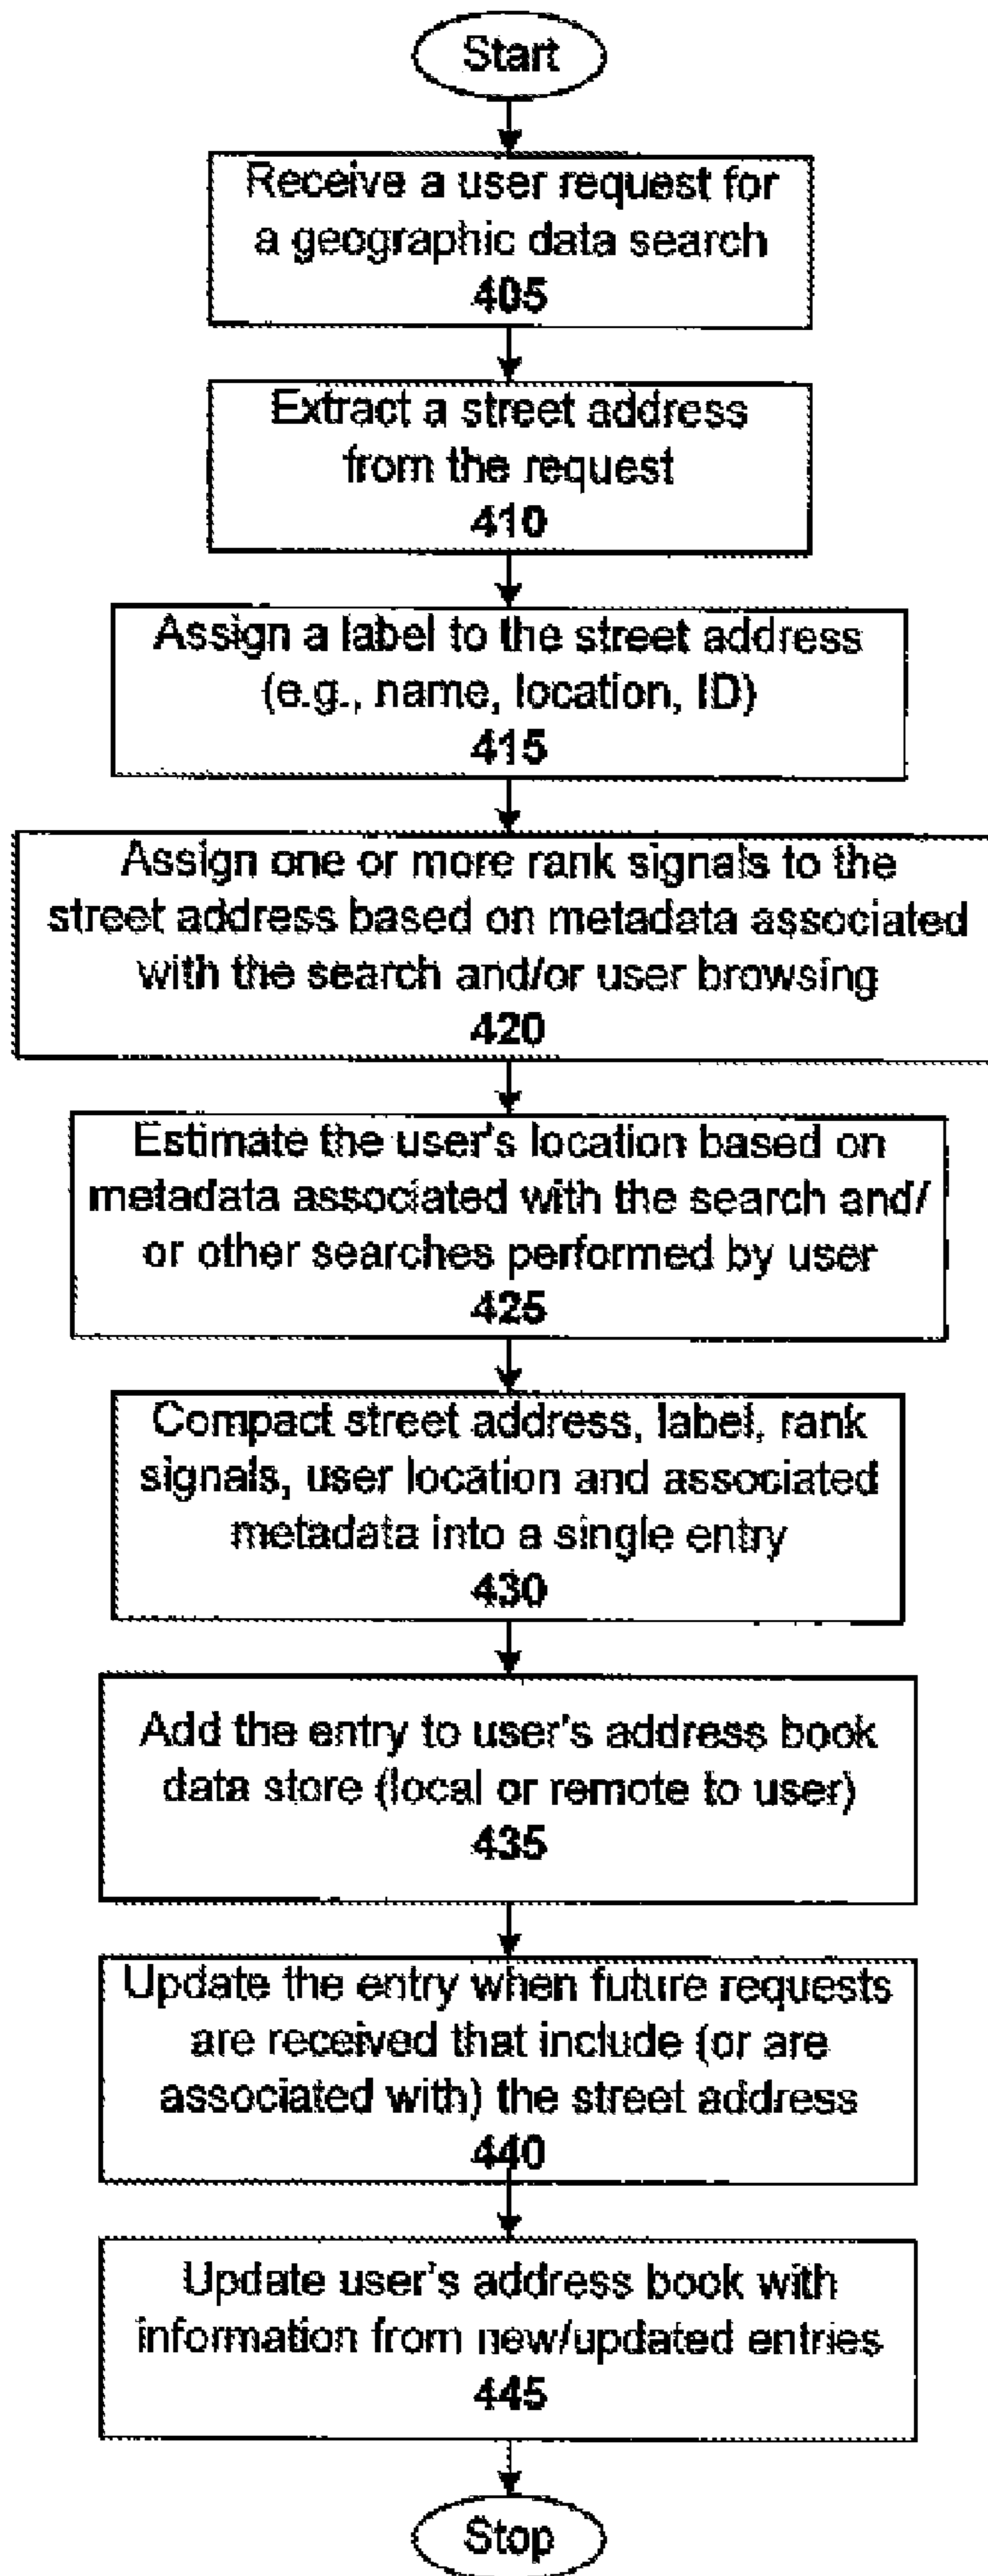 Start
Receive a user request for
a geographic data search
405
Extract a street address
from the request
410
Assign a label to the street address
(e.g., name, location, ID)
415
Assign one or more rank signals to the
street address based on metadata associated
with the search and/or user browsing
420
Estimate the user's location based on
metadata associated with the search and/
or other searches performed by user
425
Compact street address, label, rank
signals, user location and associated
metadata into a single entry
430
Add the entry to user's address book
data store (local or remote to user)
435
Update the entry when future requests
are received that include (or are
associated with) the street address
440
Update user's address book with
information from new/updated entries
445
Stop